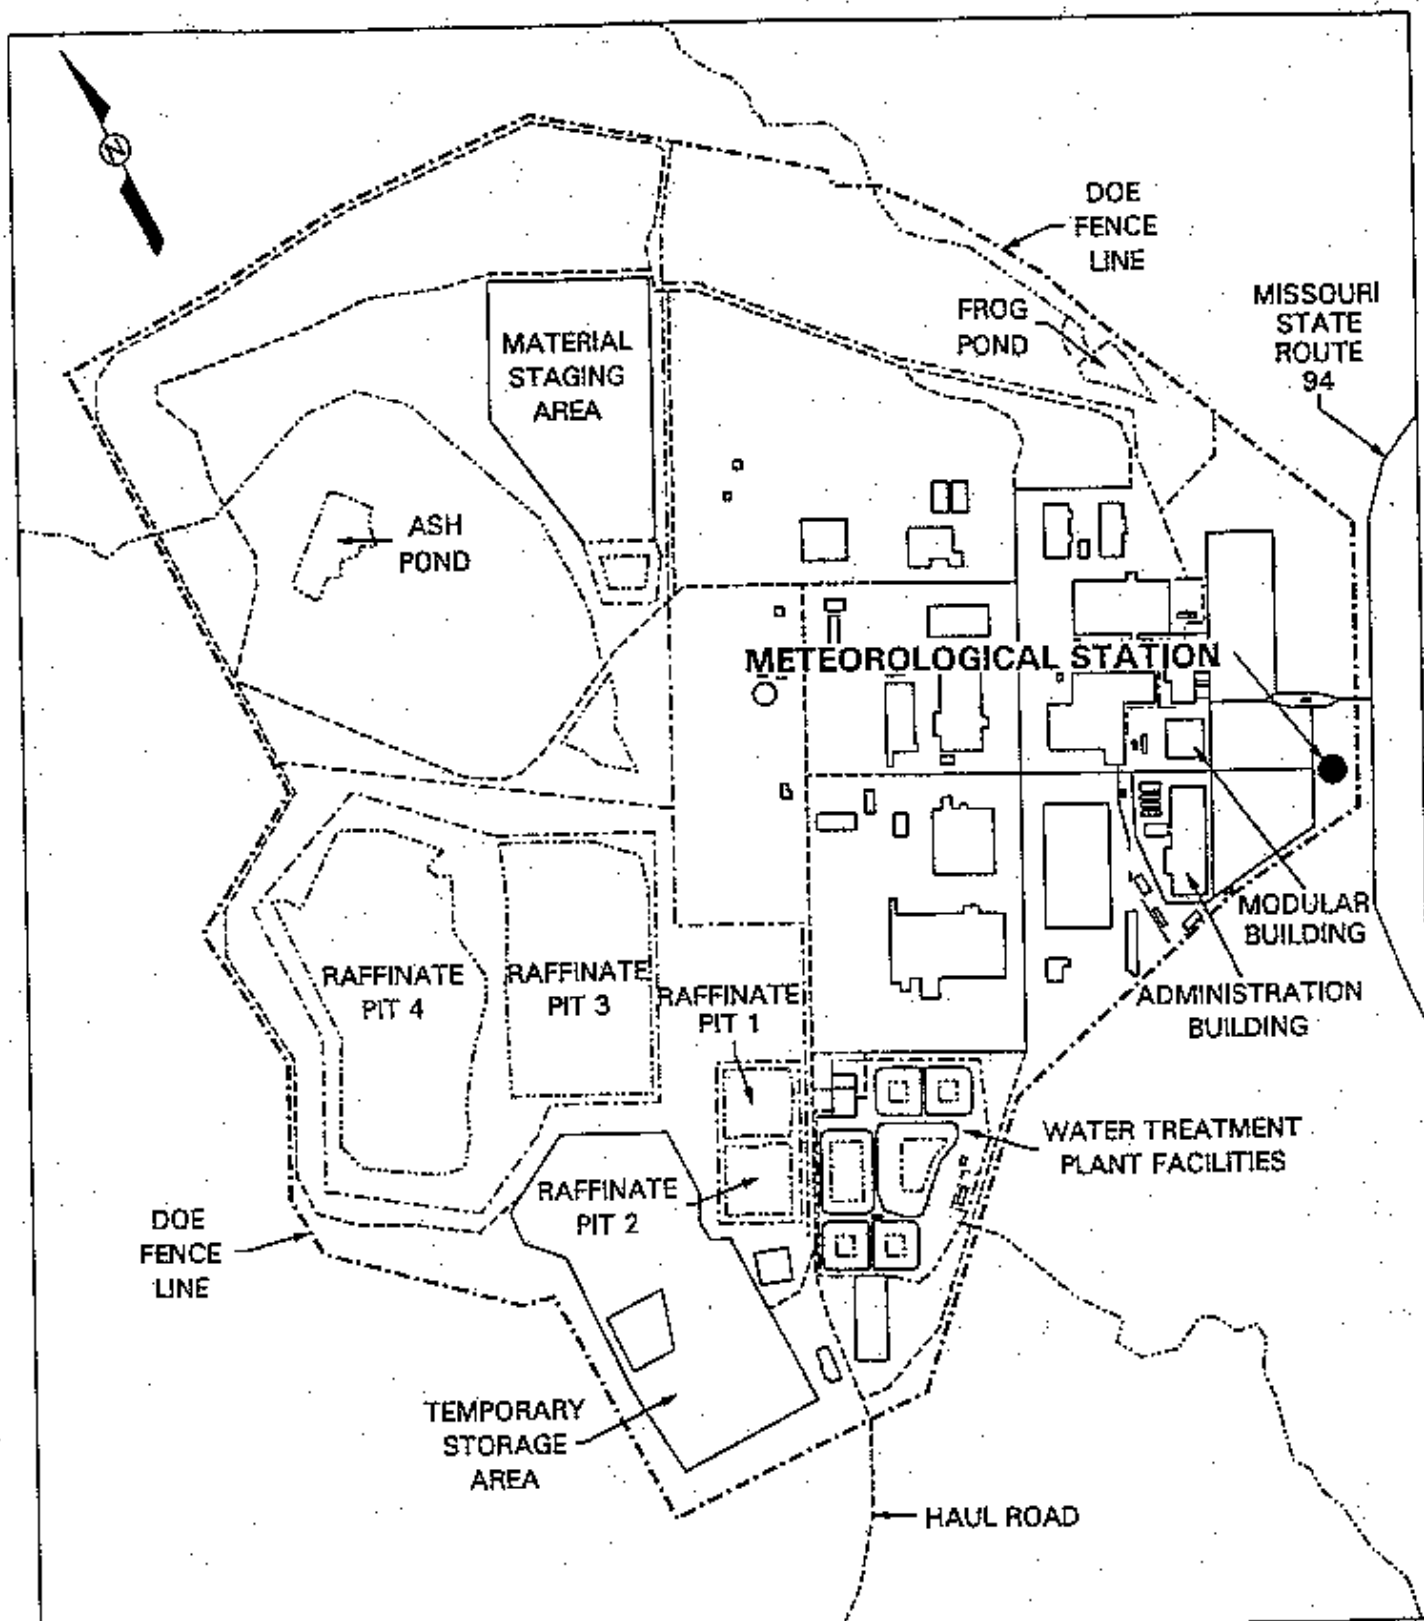 N
DOE
FENCE
LINE
MISSOURI
STATE
ROUTE
94
FROG
POND
MATERIAL
STAGING
AREA
ASH
POND
METEOROLOGICAL STATION
MODULAR
BUILDING
ADMINISTRATION
BUILDING
RAFFINATE
PIT 4
RAFFINATE
PIT 3
RAFFINATE
PIT 1
WATER TREATMENT
PLANT FACILITIES
RAFFINATE
PIT 2
DOE
FENCE
LINE
TEMPORARY
STORAGE
AREA
HAUL ROAD